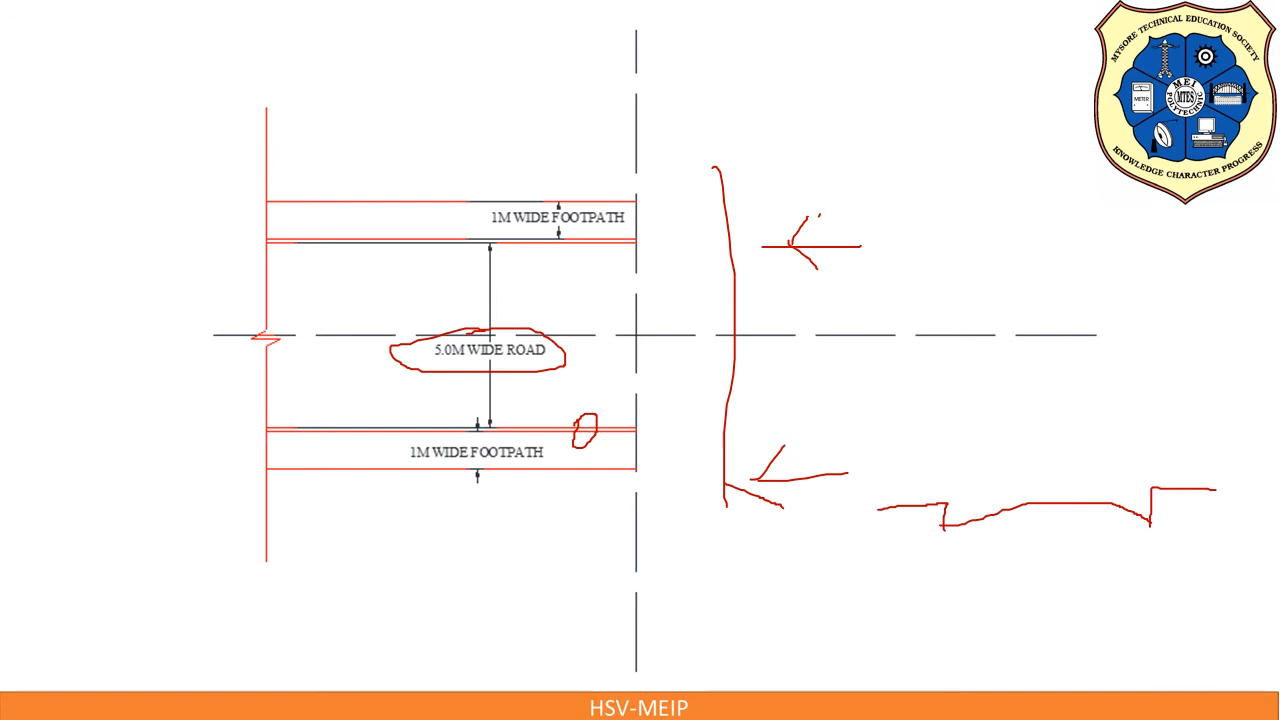 MYSORE TECHNICAL EDUCATION SOCIETY
MEI
POLYTECHNIC
MTES
METER
KNOWLEDGE CHARACTER PROGRESS
1M WIDE FOOTPATH
5.0M WIDE ROAD
1M WIDE FOOTPATH
HSV-MEIP